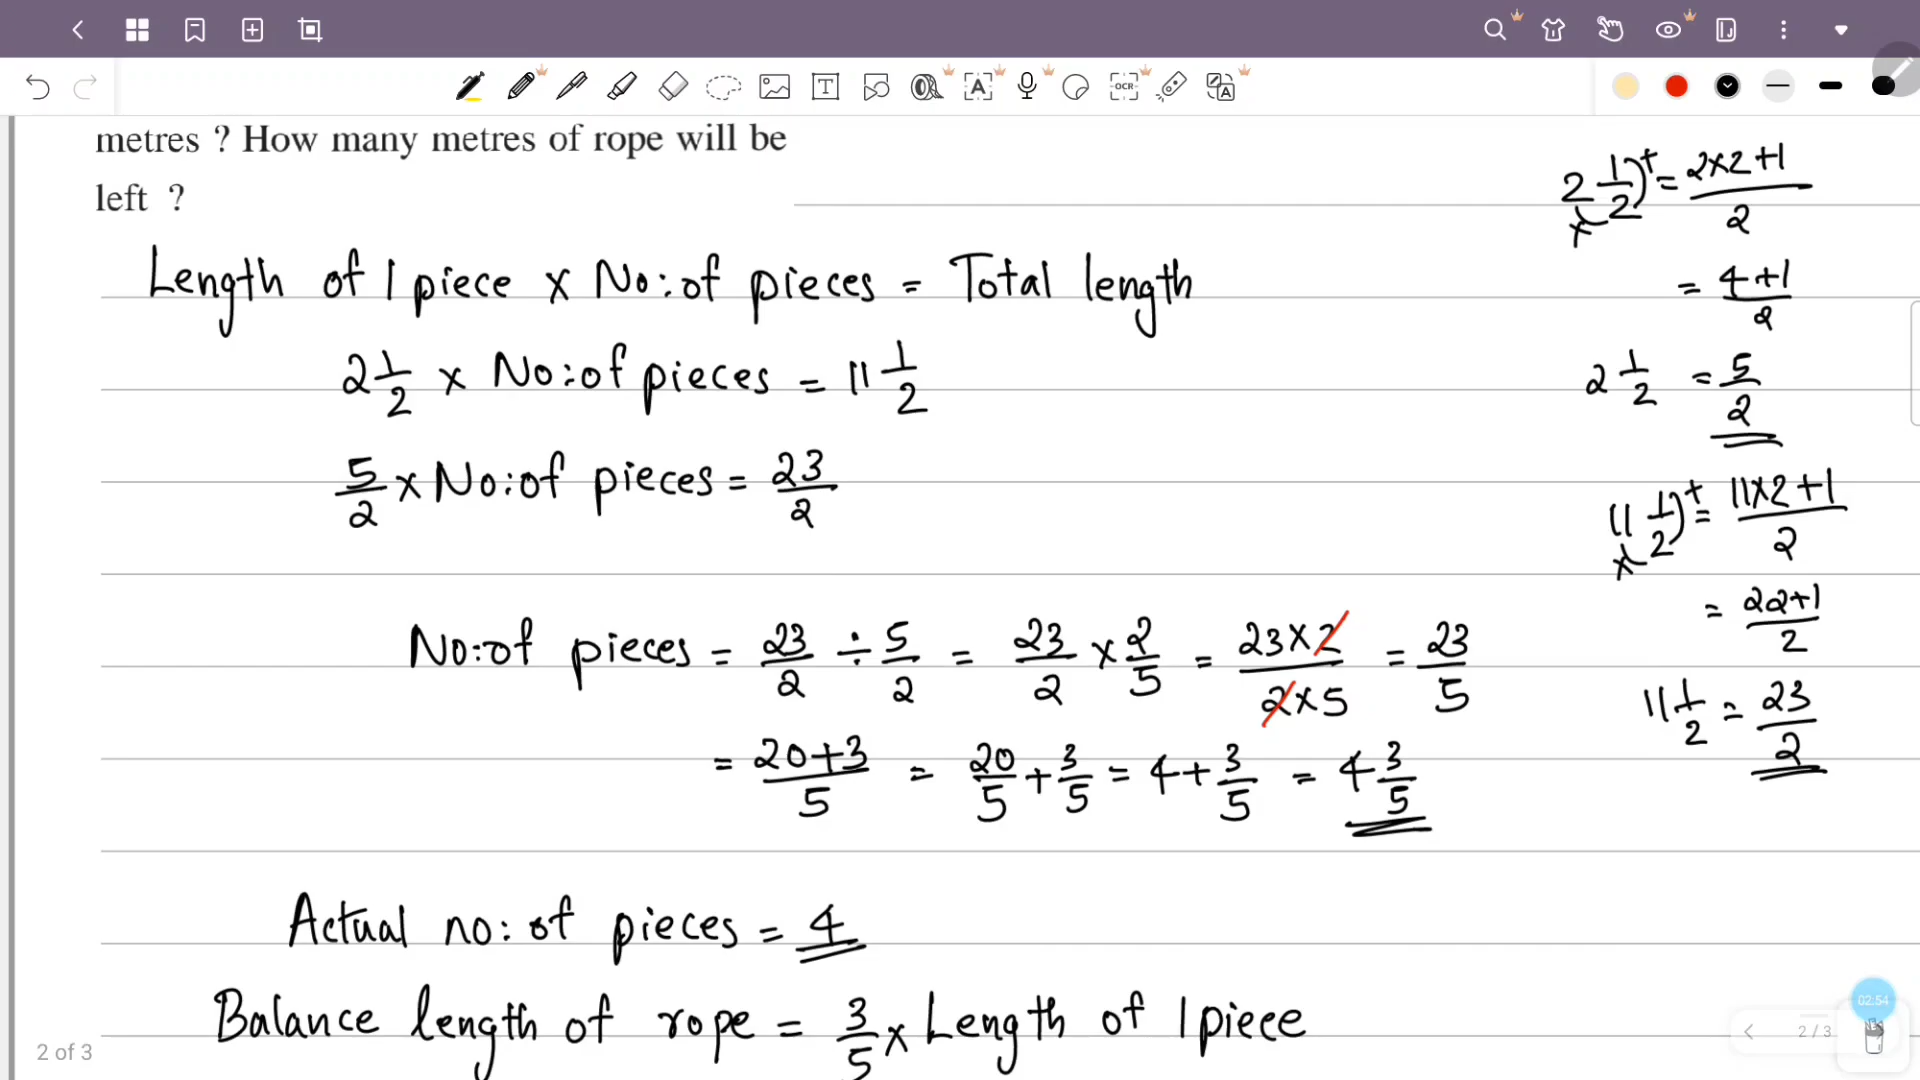 metres ? How many metres of rope will be
left ?
Length of 1 piece x No:of pieces = Total length
2 1/2 x No:of pieces = 11 1/2
5/2 x No:of pieces = 23/2
No:of pieces = 23/2 ÷ 5/2 = 23/2 x 2/5 = 23x2/2x5 = 23/5
= 20+3/5 = 20/5 + 3/5 = 4 + 3/5 = 4 3/5
Actual no: of pieces = 4
Balance length of rope = 3/5 x Length of 1 piece
2 1/2 = 2x2+1/2
x +
= 4+1/2
2 1/2 = 5/2
11 1/2 = 11x2+1/2
x +
= 22+1/2
11 1/2 = 23/2
T
A
OCR
A
02:54
2 / 3
2 of 3